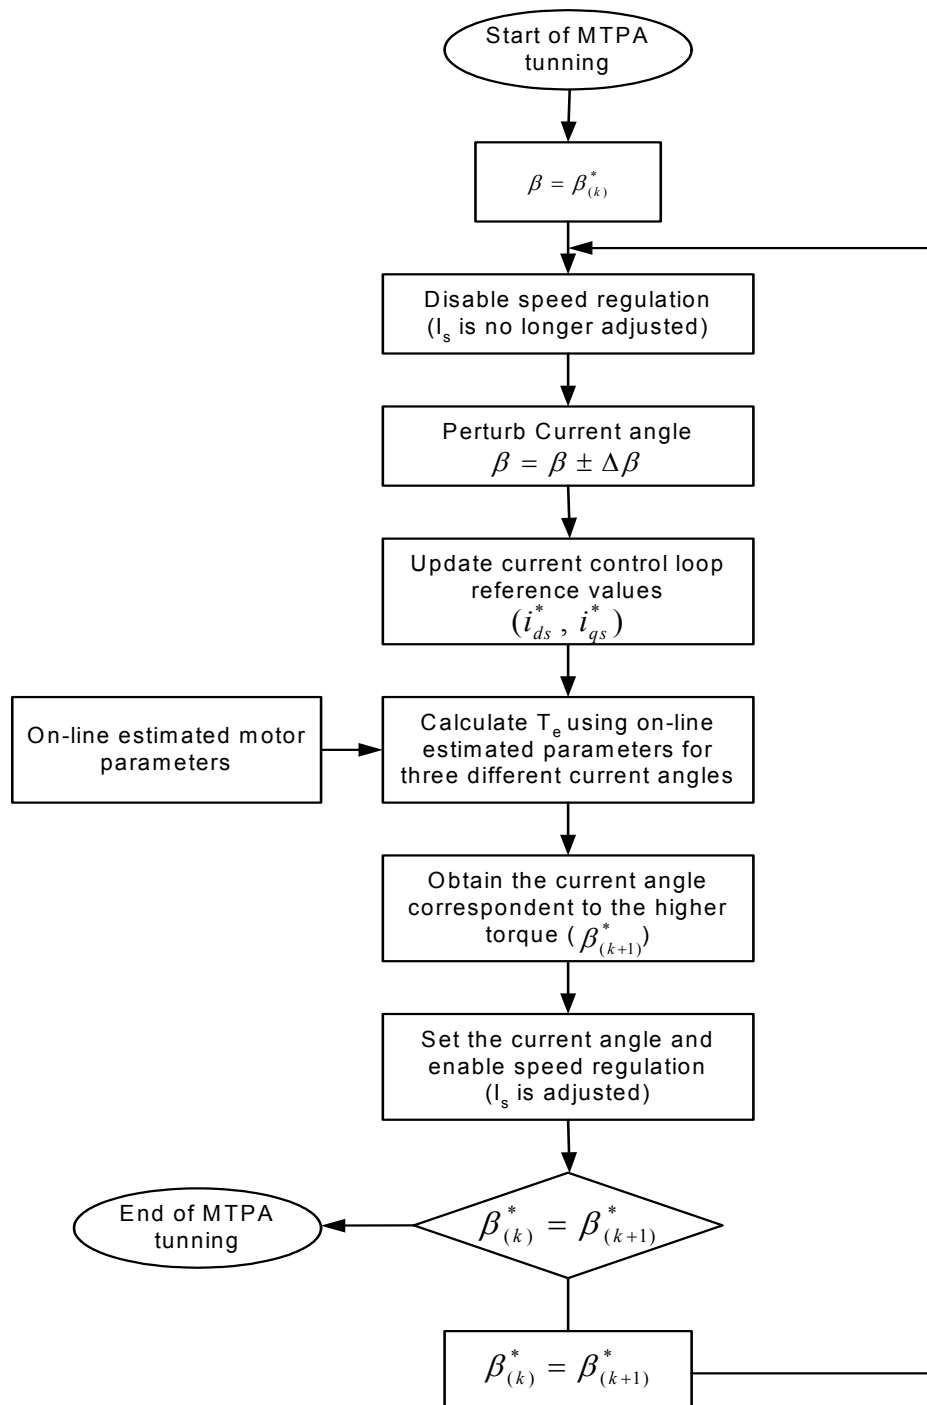 Start of MTPA
tunning
β = β*(k)
Disable speed regulation
(Is is no longer adjusted)
Perturb Current angle
β = β ± Δβ
Update current control loop
reference values
(i*ds , i*qs)
On-line estimated motor
parameters
Calculate Te using on-line
estimated parameters for
three different current angles
Obtain the current angle
correspondent to the higher
torque ( β*(k+1))
Set the current angle and
enable speed regulation
(Is is adjusted)
End of MTPA
tunning
β*(k) = β*(k+1)
β*(k) = β*(k+1)